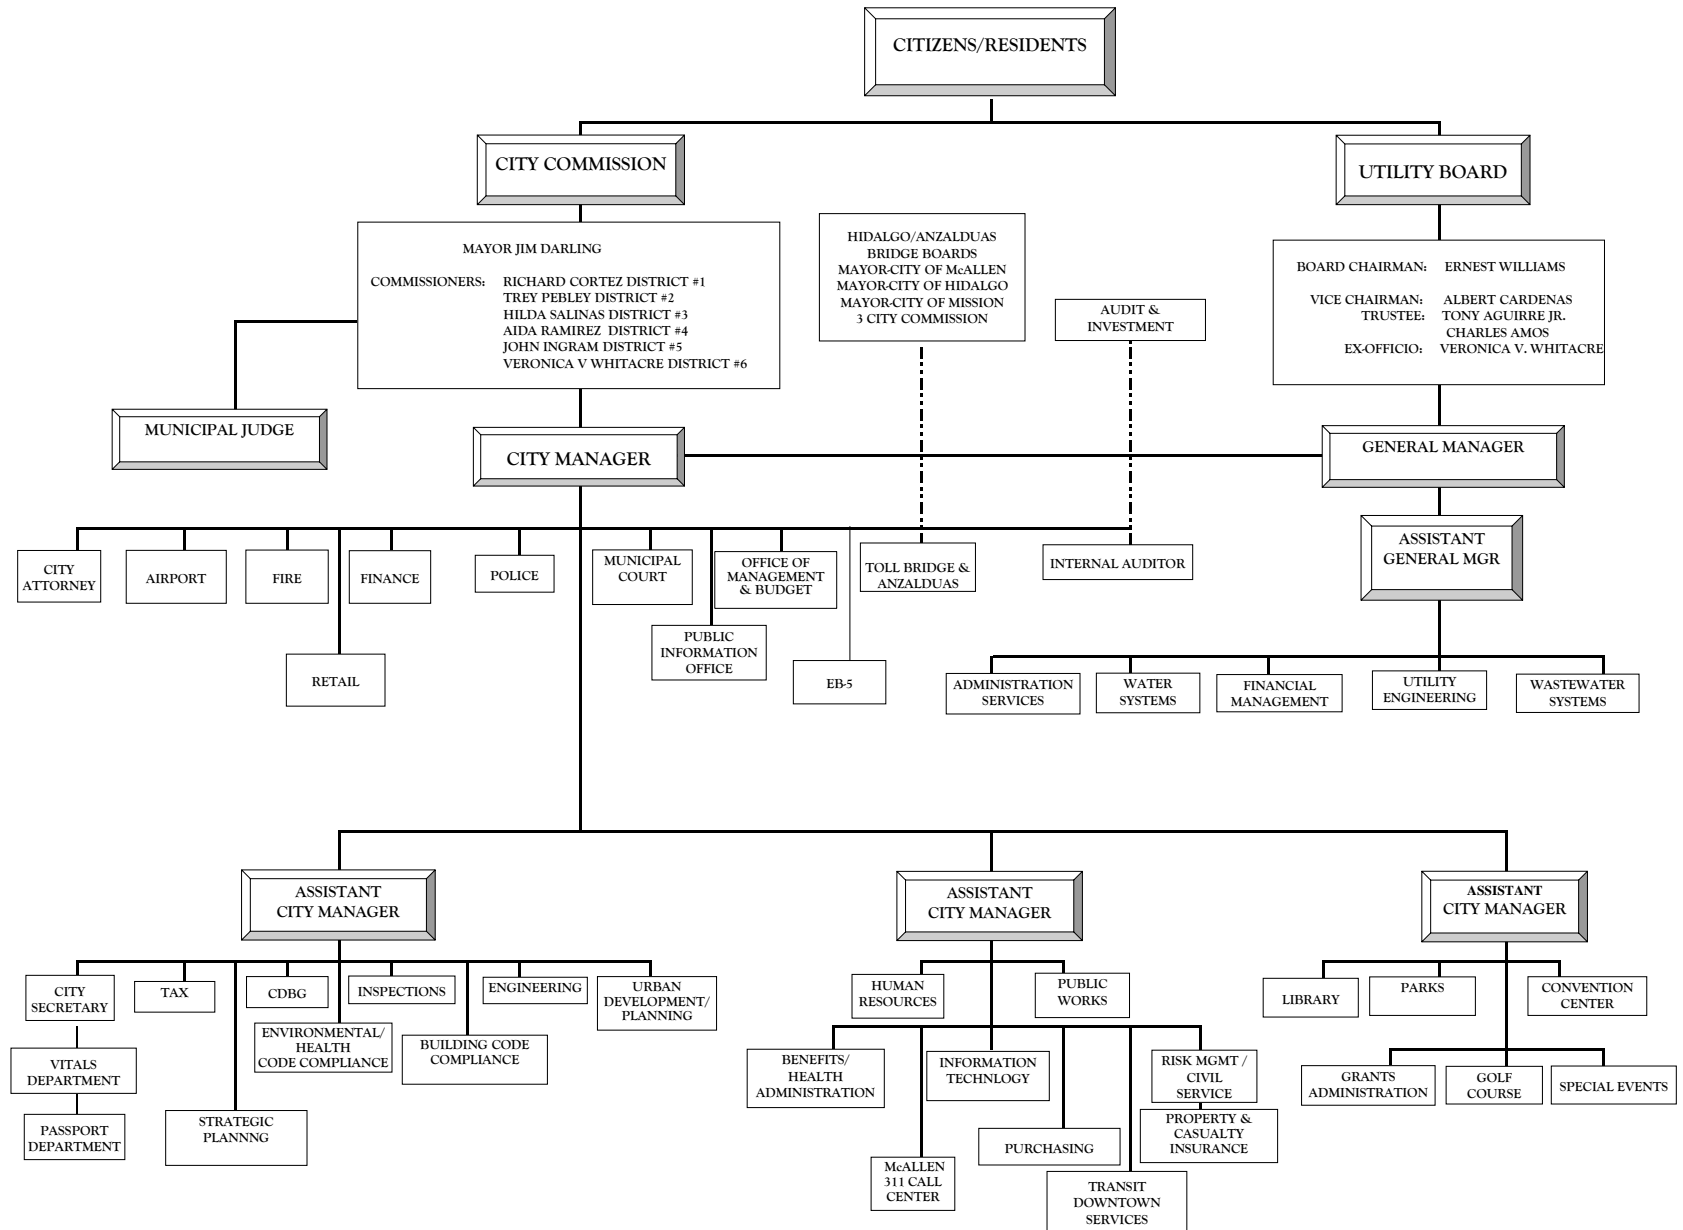 CITIZENS/RESIDENTS
CITY COMMISSION
UTILITY BOARD
MAYOR JIM DARLING
COMMISSIONERS: RICHARD CORTEZ DISTRICT #1
TREY PEBLEY DISTRICT #2
HILDA SALINAS DISTRICT #3
AIDA RAMIREZ DISTRICT #4
JOHN INGRAM DISTRICT #5
VERONICA V WHITACRE DISTRICT #6
HIDALGO/ANZALDUAS
BRIDGE BOARDS
MAYOR-CITY OF McALLEN
MAYOR-CITY OF HIDALGO
MAYOR-CITY OF MISSION
3 CITY COMMISSION
AUDIT &
INVESTMENT
BOARD CHAIRMAN: ERNEST WILLIAMS
VICE CHAIRMAN: ALBERT CARDENAS
TRUSTEE: TONY AGUIRRE JR.
CHARLES AMOS
EX-OFFICIO: VERONICA V. WHITACRE
MUNICIPAL JUDGE
CITY MANAGER
GENERAL MANAGER
ASSISTANT
GENERAL MGR
CITY
ATTORNEY
AIRPORT
FIRE
FINANCE
POLICE
MUNICIPAL
COURT
OFFICE OF
MANAGEMENT
& BUDGET
TOLL BRIDGE &
ANZALDUAS
INTERNAL AUDITOR
RETAIL
PUBLIC
INFORMATION
OFFICE
EB-5
ADMINISTRATION
SERVICES
WATER
SYSTEMS
FINANCIAL
MANAGEMENT
UTILITY
ENGINEERING
WASTEWATER
SYSTEMS
ASSISTANT
CITY MANAGER
ASSISTANT
CITY MANAGER
ASSISTANT
CITY MANAGER
CITY
SECRETARY
TAX
CDBG
INSPECTIONS
ENGINEERING
URBAN
DEVELOPMENT/
PLANNING
ENVIRONMENTAL/
HEALTH
CODE COMPLIANCE
BUILDING CODE
COMPLIANCE
VITALS
DEPARTMENT
PASSPORT
DEPARTMENT
STRATEGIC
PLANNNG
HUMAN
RESOURCES
PUBLIC
WORKS
BENEFITS/
HEALTH
ADMINISTRATION
INFORMATION
TECHNLOGY
RISK MGMT /
CIVIL
SERVICE
PROPERTY &
CASUALTY
INSURANCE
PURCHASING
McALLEN
311 CALL
CENTER
TRANSIT
DOWNTOWN
SERVICES
LIBRARY
PARKS
CONVENTION
CENTER
GRANTS
ADMINISTRATION
GOLF
COURSE
SPECIAL EVENTS